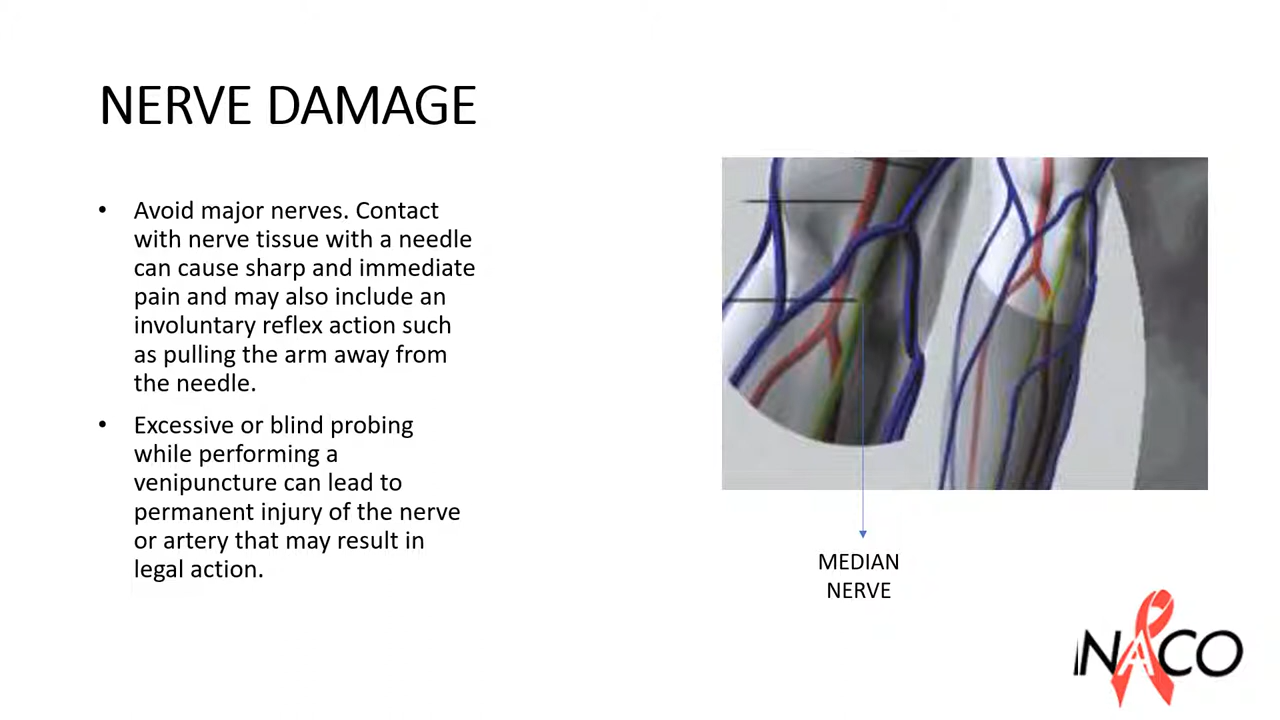 NERVE DAMAGE
• Avoid major nerves. Contact
with nerve tissue with a needle
can cause sharp and immediate
pain and may also include an
involuntary reflex action such
as pulling the arm away from
the needle.
• Excessive or blind probing
while performing a
venipuncture can lead to
permanent injury of the nerve
or artery that may result in
legal action.
MEDIAN
NERVE
NACO